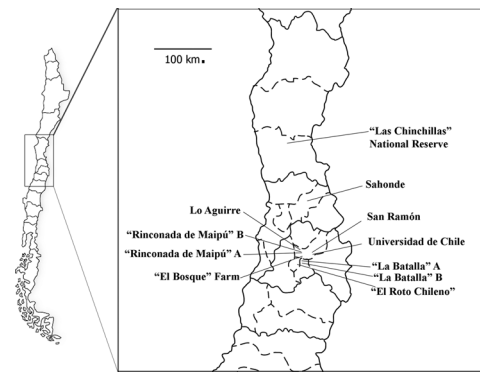 100 km.
“Las Chinchillas”
National Reserve
Sahonde
Lo Aguirre
San Ramón
“Rinconada de Maipú” B
Universidad de Chile
“Rinconada de Maipú” A
“La Batalla” A
“El Bosque” Farm
“La Batalla” B
“El Roto Chileno”